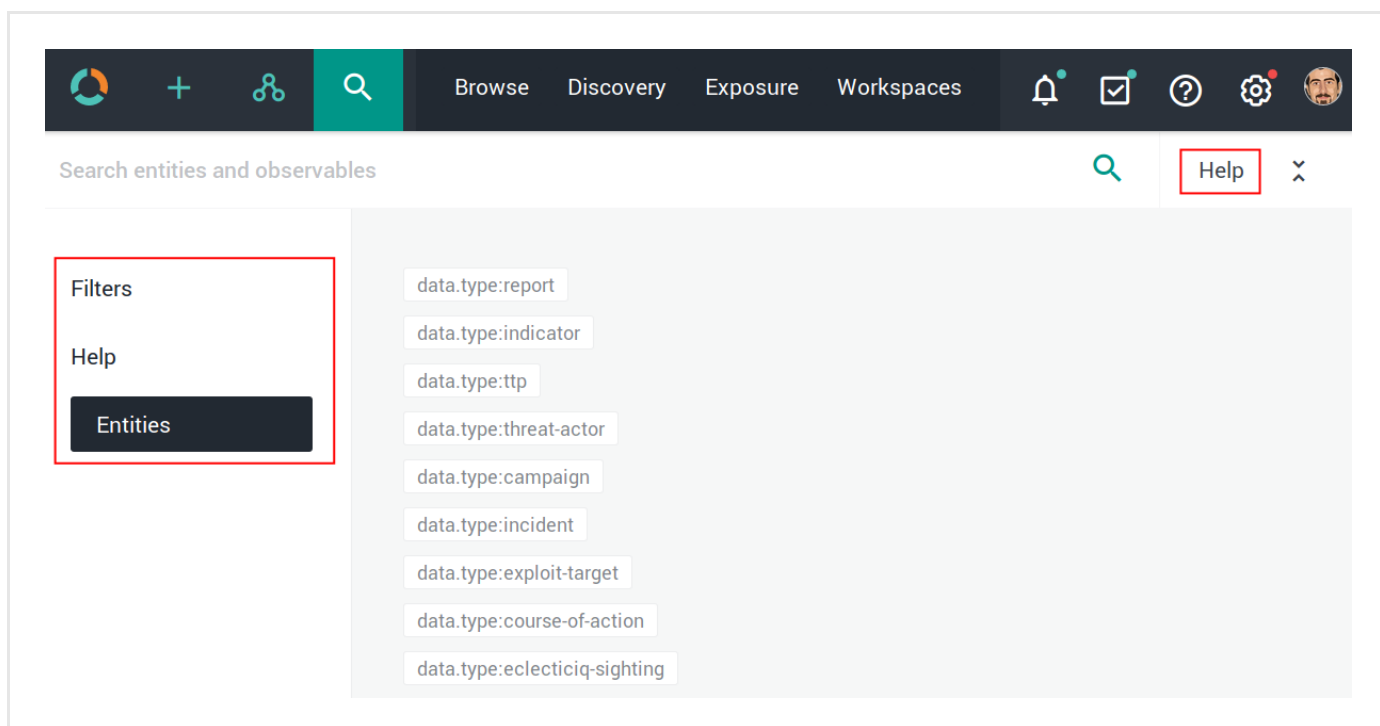 Browse Discovery Exposure Workspaces
Search entities and observables
Help
Filters
Help
Entities
data.type:report
data.type:indicator
data.type:ttp
data.type:threat-actor
data.type:campaign
data.type:incident
data.type:exploit-target
data.type:course-of-action
data.type:eclecticiq-sighting